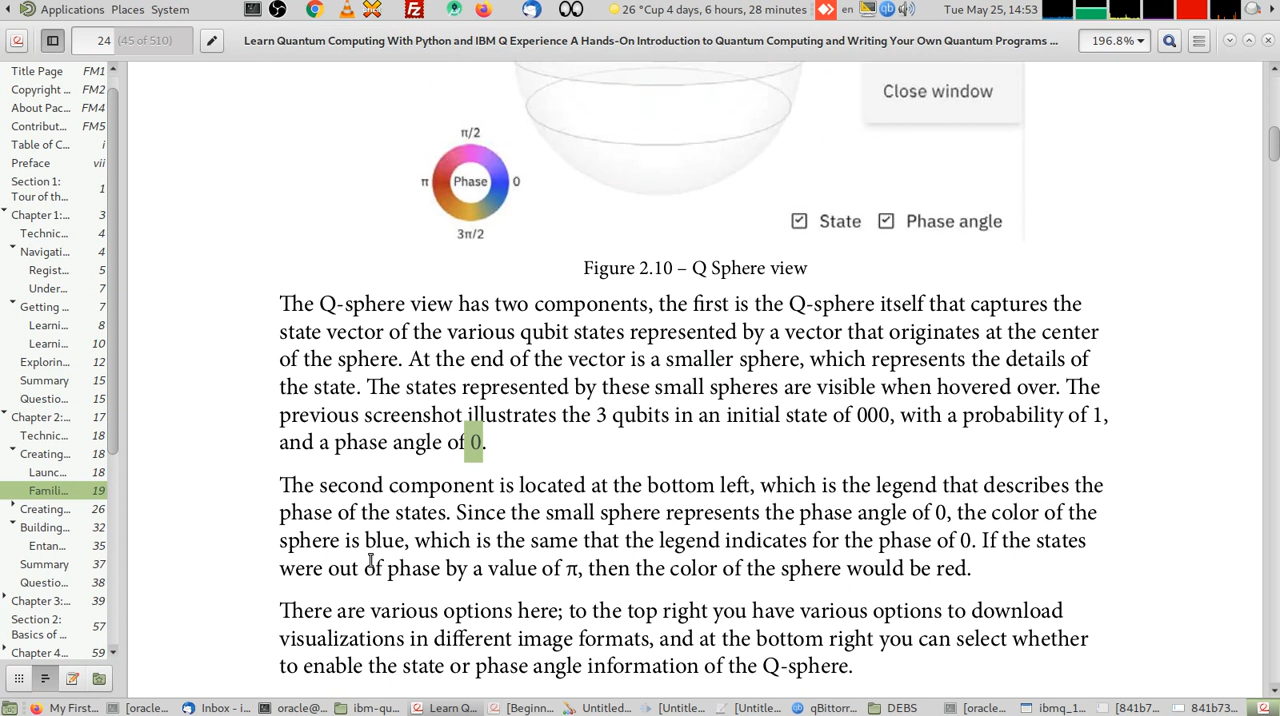 Applications Places System
26 °Cup 4 days, 6 hours, 28 minutes
en
Tue May 25, 14:53
24 (45 of 510)
Learn Quantum Computing With Python and IBM Q Experience A Hands-On Introduction to Quantum Computing and Writing Your Own Quantum Programs ...
196.8%
Title Page FM1
Copyright ... FM2
About Pac... FM4
Contribut... FM5
Table of C... i
Preface vii
Section 1:
Tour of th... 1
Chapter 1:... 3
Technic... 4
Navigati... 4
Regist... 5
Under... 7
Getting ... 7
Learni... 8
Learni... 10
Explorin... 12
Summary 15
Questio... 15
Chapter 2:... 17
Technic... 18
Creating... 18
Launc... 18
Famili... 19
Creating... 26
Building... 32
Entan... 35
Summary 37
Questio... 38
Chapter 3:... 39
Section 2:
Basics of ... 57
Chapter 4... 59
Close window
π/2
π Phase 0
3π/2
State Phase angle
Figure 2.10 – Q Sphere view
The Q-sphere view has two components, the first is the Q-sphere itself that captures the
state vector of the various qubit states represented by a vector that originates at the center
of the sphere. At the end of the vector is a smaller sphere, which represents the details of
the state. The states represented by these small spheres are visible when hovered over. The
previous screenshot illustrates the 3 qubits in an initial state of 000, with a probability of 1,
and a phase angle of 0.
The second component is located at the bottom left, which is the legend that describes the
phase of the states. Since the small sphere represents the phase angle of 0, the color of the
sphere is blue, which is the same that the legend indicates for the phase of 0. If the states
were out of phase by a value of π, then the color of the sphere would be red.
There are various options here; to the top right you have various options to download
visualizations in different image formats, and at the bottom right you can select whether
to enable the state or phase angle information of the Q-sphere.
My First... [oracle... Inbox - i... oracle@... ibm-qu... Learn Q... [Beginn... Untitled... [Untitle... [Untitle... qBittorr... DEBS [oracle... ibmq_1... [841b7... 841b73...